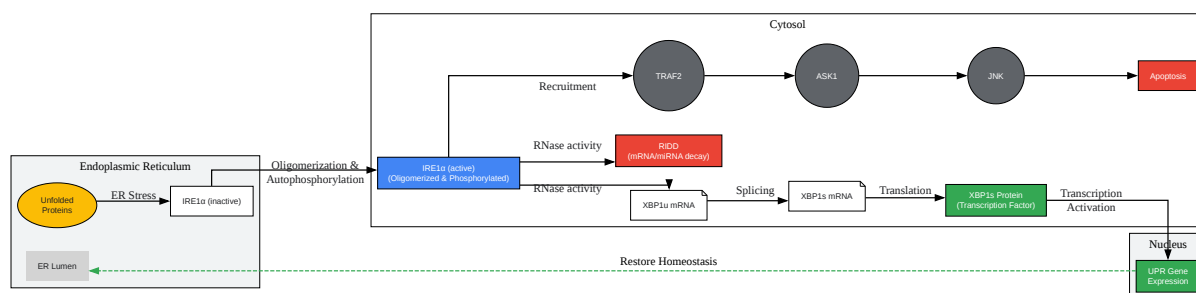 Cytosol
TRAF2
ASK1
JNK
Apoptosis
Recruitment
RNase activity
RIDD
(mRNA/miRNA decay)
Endoplasmic Reticulum
Oligomerization &
Autophosphorylation
IRE1α (active)
(Oligomerized & Phosphorylated)
RNase activity
Unfolded
Proteins
ER Stress
IRE1α (inactive)
XBP1u mRNA
Splicing
XBP1s mRNA
Translation
XBP1s Protein
(Transcription Factor)
Transcription
Activation
Nucleus
ER Lumen
Restore Homeostasis
UPR Gene
Expression